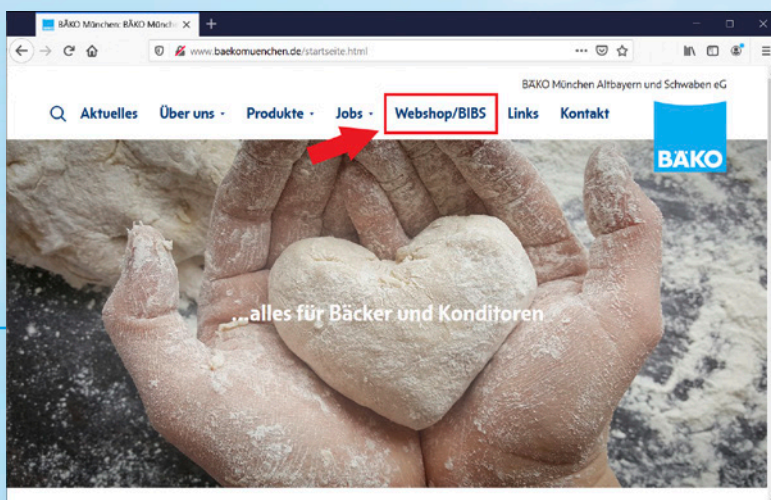 BÄKO München: BÄKO Münch
www.baekomuenchen.de/startseite.html
BÄKO München Altbayern und Schwaben eG
Aktuelles Über uns Produkte Jobs Webshop/BIBS Links Kontakt
BÄKO
...alles für Bäcker und Konditoren